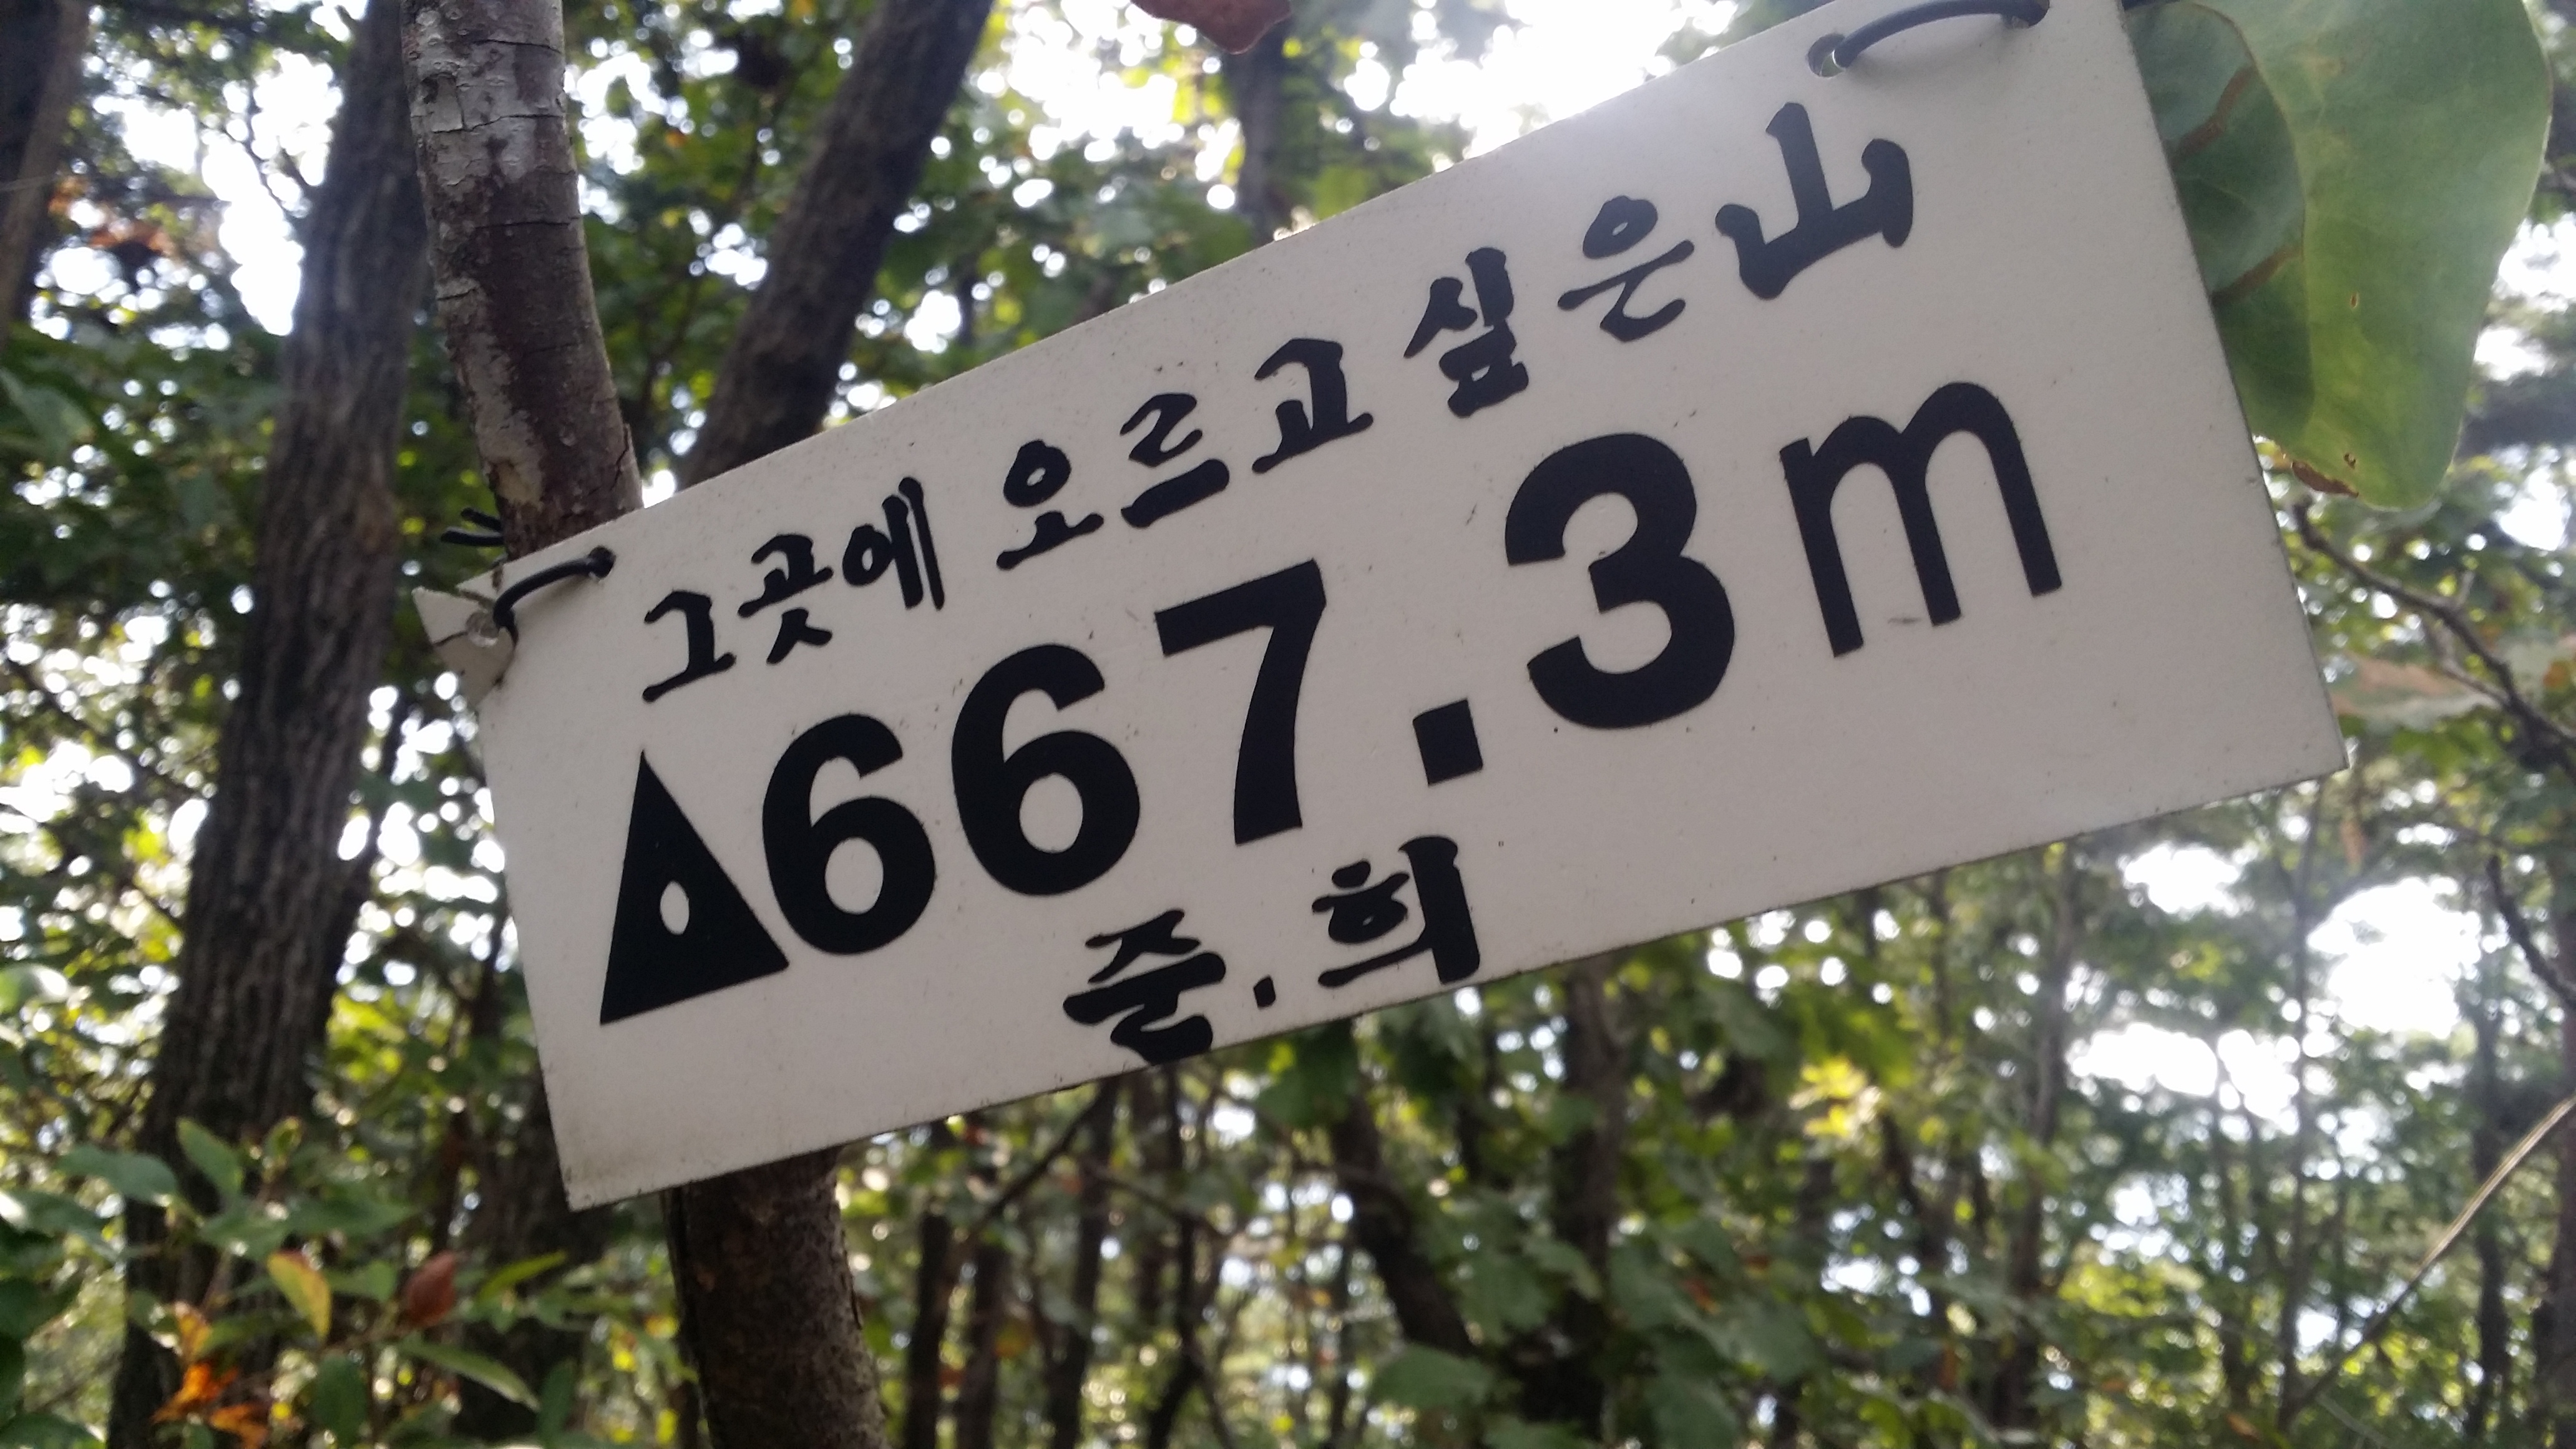 그곳에 오르고 싶은 山
▲667.3m
준.희